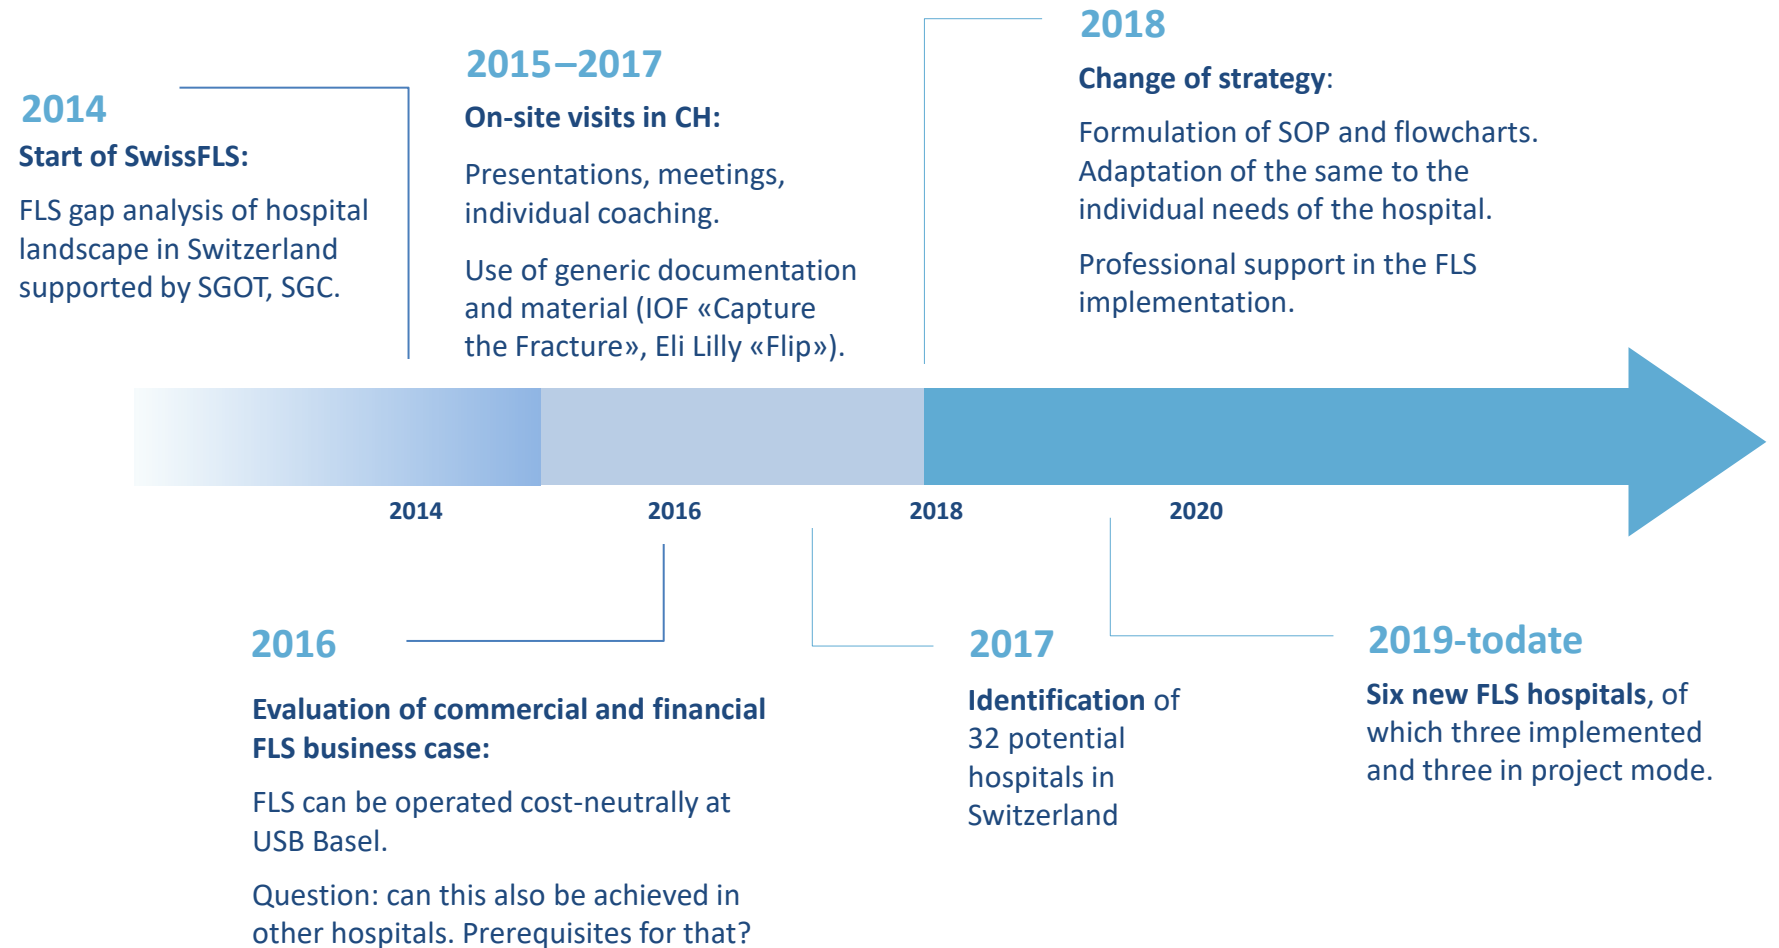 2014
Start of SwissFLS:
FLS gap analysis of hospital
landscape in Switzerland
supported by SGOT, SGC.
2015–2017
On-site visits in CH:
Presentations, meetings,
individual coaching.
Use of generic documentation
and material (IOF «Capture
the Fracture», Eli Lilly «Flip»).
2018
Change of strategy:
Formulation of SOP and flowcharts.
Adaptation of the same to the
individual needs of the hospital.
Professional support in the FLS
implementation.
2014
2016
2018
2020
2016
Evaluation of commercial and financial
FLS business case:
FLS can be operated cost-neutrally at
USB Basel.
Question: can this also be achieved in
other hospitals. Prerequisites for that?
2017
Identification of
32 potential
hospitals in
Switzerland
2019-todate
Six new FLS hospitals, of
which three implemented
and three in project mode.